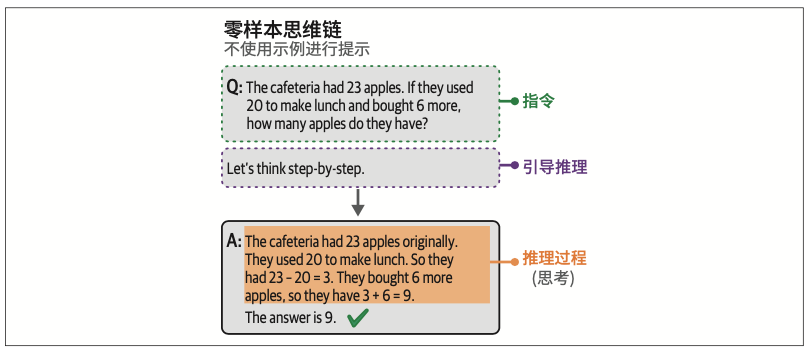 零样本思维链
不使用示例进行提示
Q: The cafeteria had 23 apples. If they used
20 to make lunch and bought 6 more,
how many apples do they have?
指令
Let's think step-by-step.
引导推理
A: The cafeteria had 23 apples originally.
They used 20 to make lunch. So they
had 23 – 20 = 3. They bought 6 more
apples, so they have 3 + 6 = 9.
The answer is 9.
推理过程
(思考)